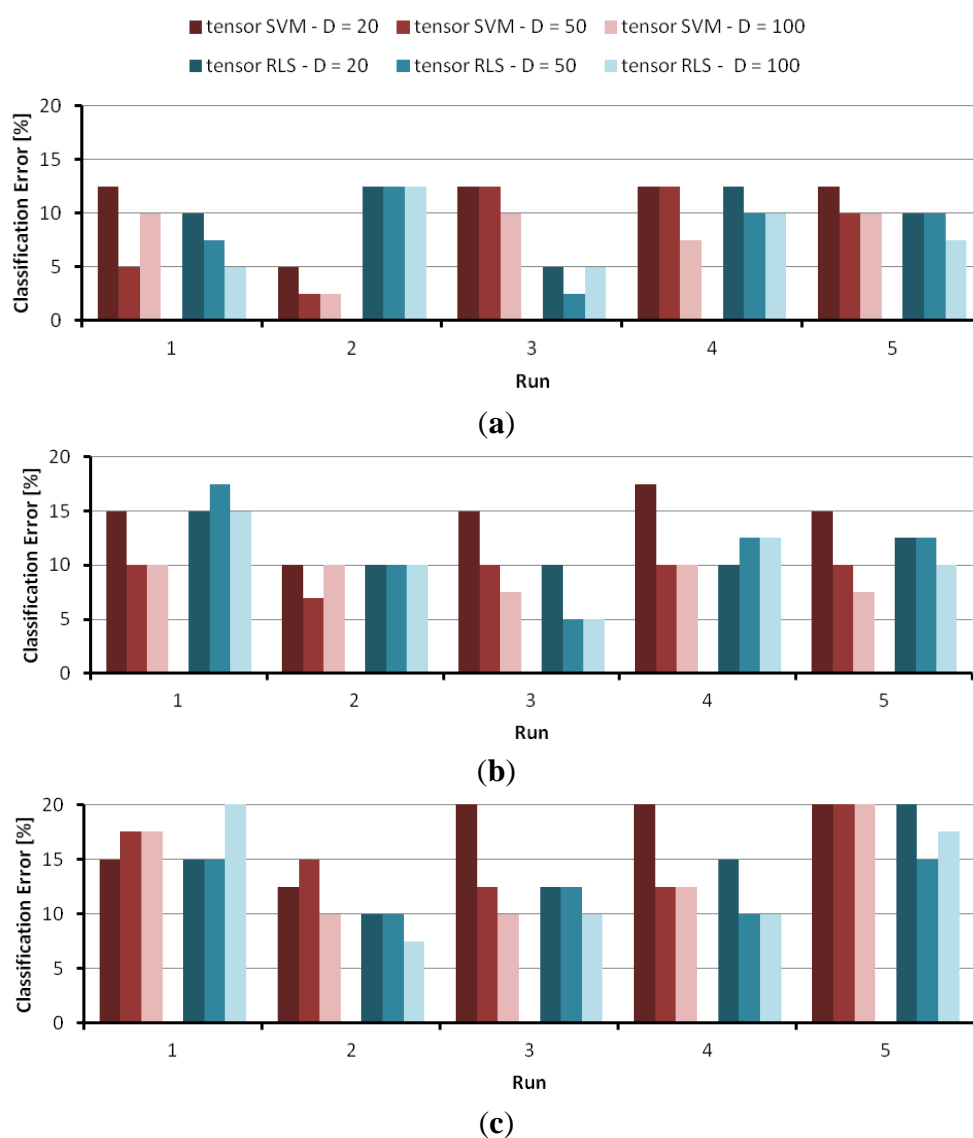 tensor SVM - D = 20 tensor SVM - D = 50 tensor SVM - D = 100
tensor RLS - D = 20 tensor RLS - D = 50 tensor RLS - D = 100
20
15
10
5
0
Classification Error [%]
1 2 3 4 5
Run
(a)
20
15
10
5
0
Classification Error [%]
1 2 3 4 5
Run
(b)
20
15
10
5
0
Classification Error [%]
1 2 3 4 5
Run
(c)